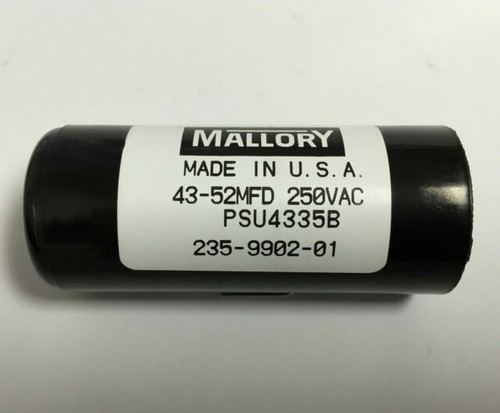 MALLORY
MADE IN U.S.A.
43-52MFD 250VAC
PSU4335B
235-9902-01